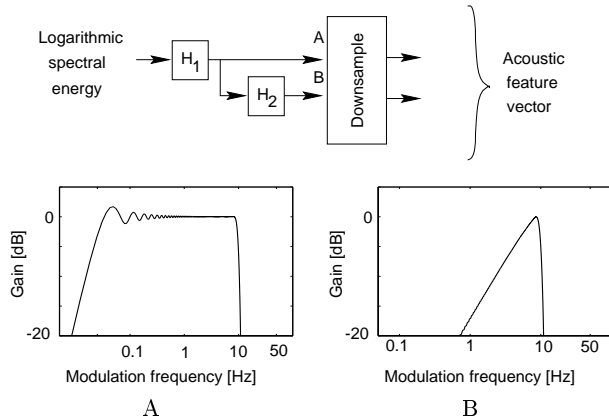 Logarithmic
spectral
energy
H1
H2
A
B
Downsample
Acoustic
feature
vector
Gain [dB]
0
-20
0.1 1 10 50
Modulation frequency [Hz]
A
Gain [dB]
0
-20
0.1 1 10 50
Modulation frequency [Hz]
B